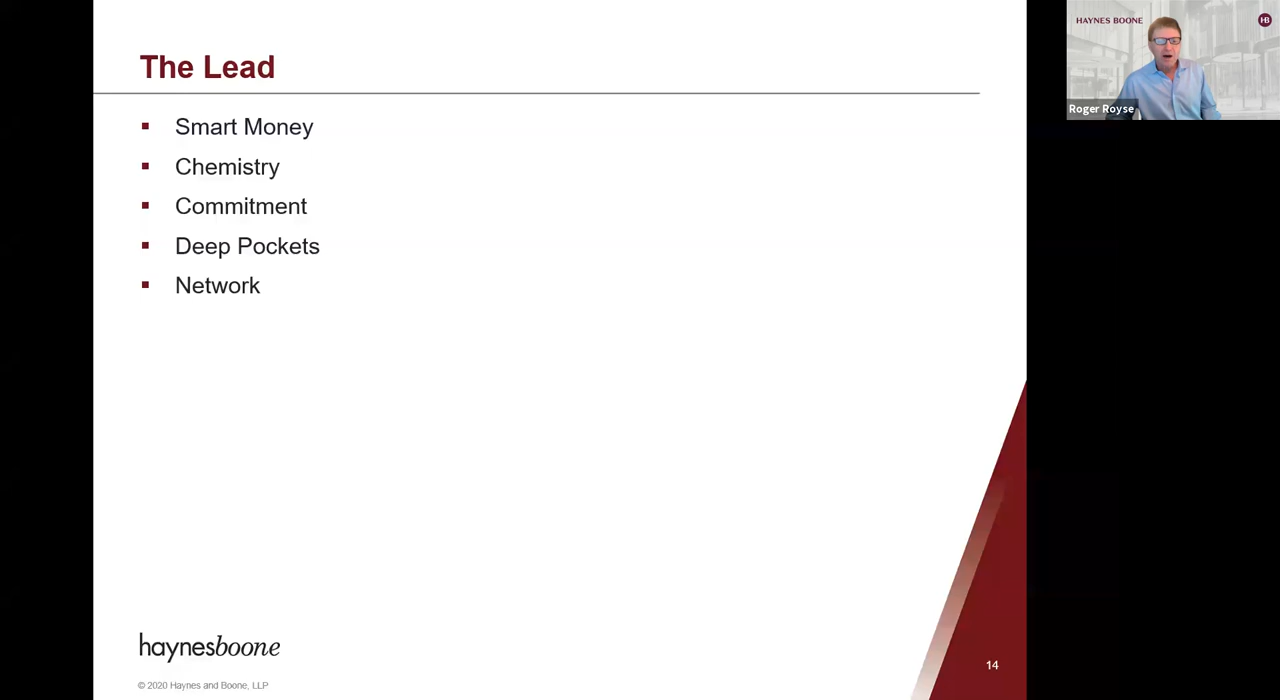 The Lead
Smart Money
Chemistry
Commitment
Deep Pockets
Network
haynesboone
© 2020 Haynes and Boone, LLP
14
HAYNES BOONE
HB
Roger Royse